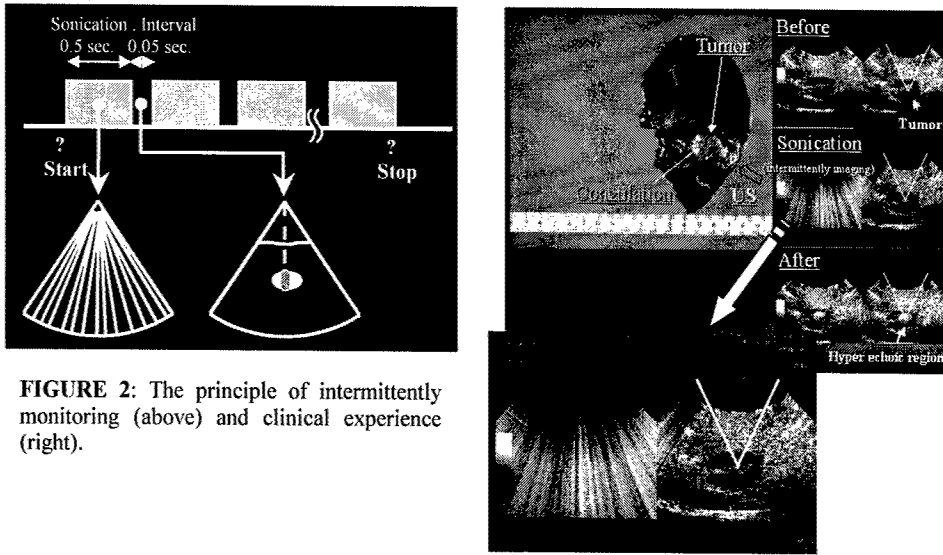 Sonication . Interval
0.5 sec. 0.05 sec.
? ?
Start Stop
FIGURE 2: The principle of intermittently
monitoring (above) and clinical experience
(right).
Tumor
Coagulation
US
Before
Tumor
Sonication
(intermittently imaging)
After
Hyper echoic region